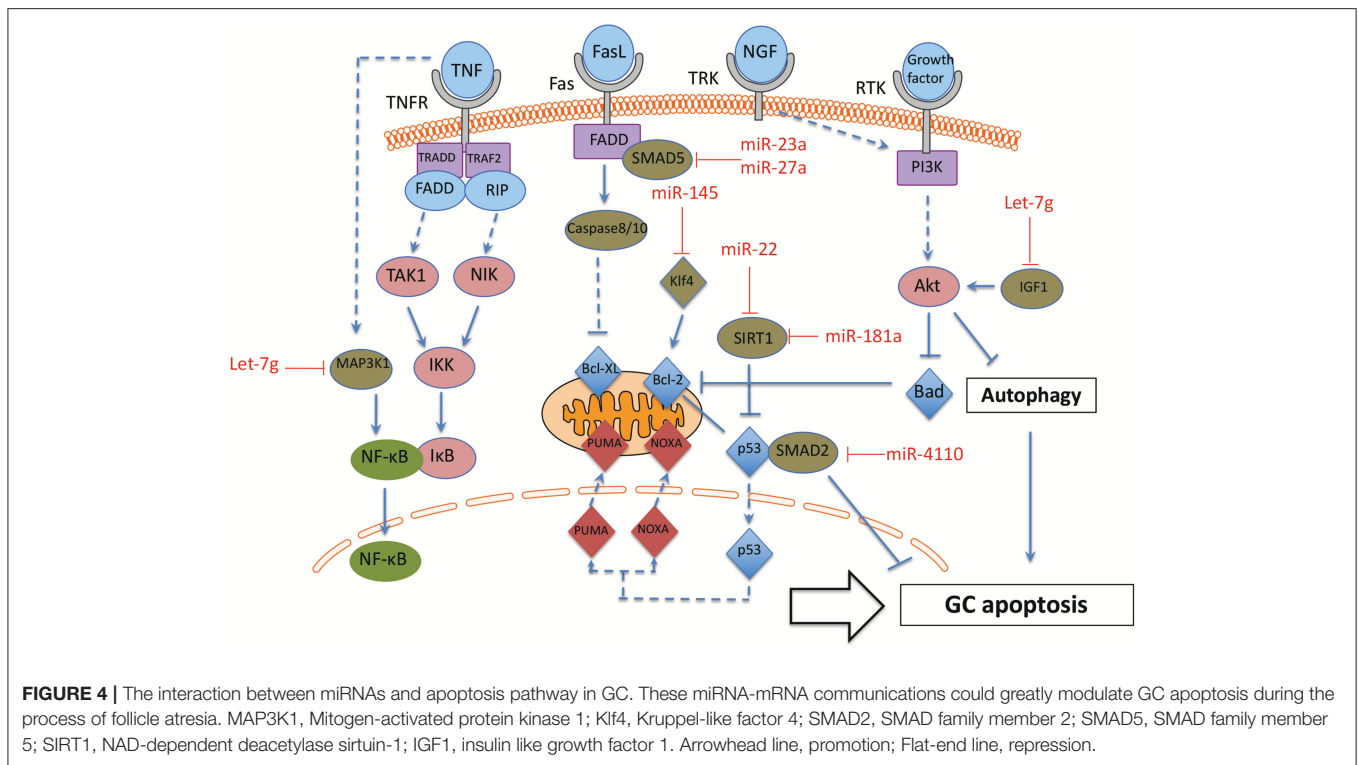 TNF
FasL
NGF
Growth
factor
TNFR
Fas
TRK
RTK
TRADD
TRAF2
FADD
RIP
FADD
SMAD5
miR-23a
miR-27a
PI3K
miR-145
Let-7g
Caspase8/10
miR-22
TAK1
NIK
Klf4
Akt
IGF1
SIRT1
miR-181a
Let-7g
MAP3K1
IKK
Bcl-XL
Bcl-2
Bad
Autophagy
PUMA
NOXA
NF-κB
IκB
p53
SMAD2
miR-4110
PUMA
NOXA
p53
NF-κB
GC apoptosis
FIGURE 4 | The interaction between miRNAs and apoptosis pathway in GC. These miRNA-mRNA communications could greatly modulate GC apoptosis during the
process of follicle atresia. MAP3K1, Mitogen-activated protein kinase 1; Klf4, Kruppel-like factor 4; SMAD2, SMAD family member 2; SMAD5, SMAD family member
5; SIRT1, NAD-dependent deacetylase sirtuin-1; IGF1, insulin like growth factor 1. Arrowhead line, promotion; Flat-end line, repression.